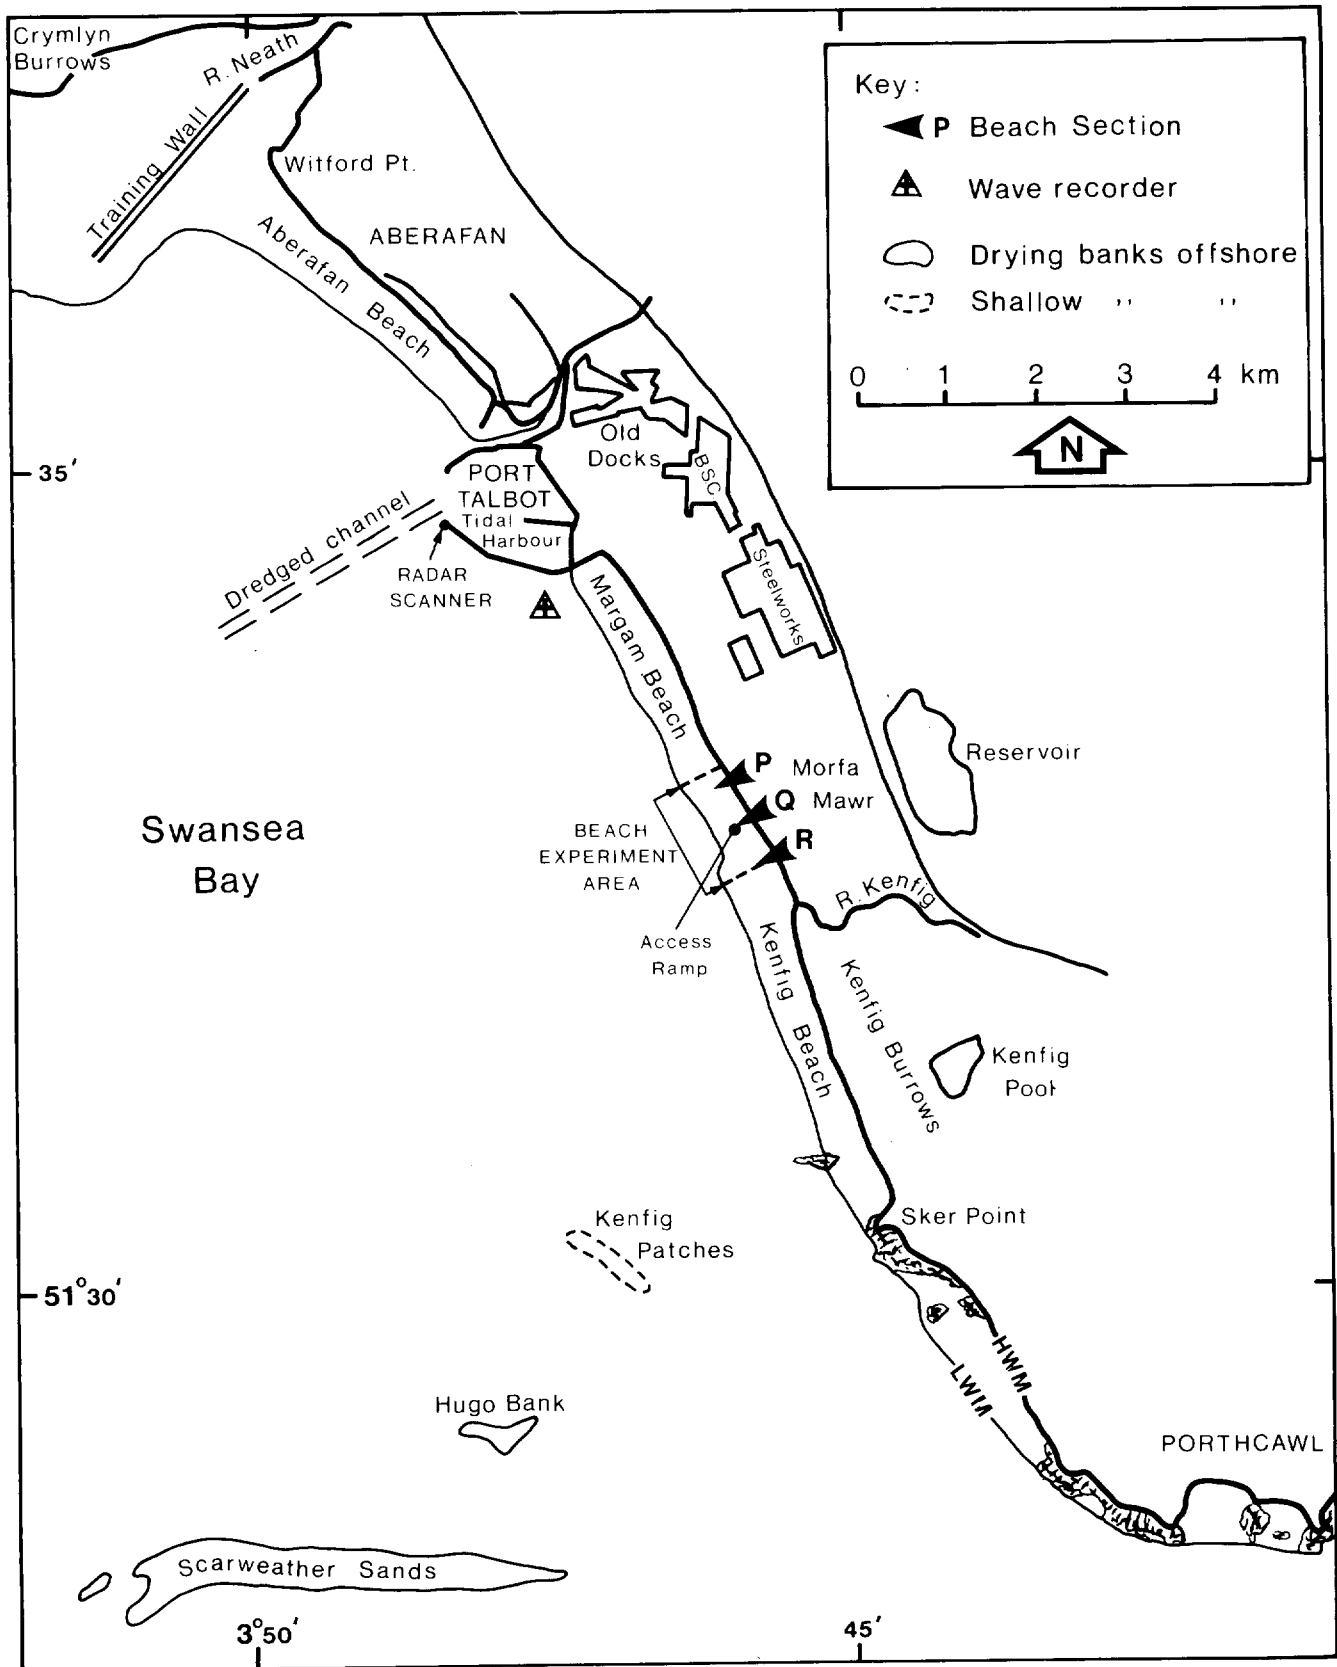 Crymlyn
Burrows
R. Neath
Training Wall
Witford Pt.
ABERAFAN
Aberafan Beach
Key:
P Beach Section
Wave recorder
Drying banks offshore
Shallow ,, ,,
0 1 2 3 4 km
N
35'
Old
Docks
BSC
PORT
TALBOT
Tidal
Harbour
Dredged channel
RADAR
SCANNER
Steelworks
Margam Beach
Reservoir
P Morfa
Q Mawr
R
Swansea
Bay
BEACH
EXPERIMENT
AREA
R. Kenfig
Access
Ramp
Kenfig Beach
Kenfig Burrows
Kenfig
Pool
Sker Point
Kenfig
Patches
51°30'
HWM
LWM
Hugo Bank
PORTHCAWL
Scarweather Sands
3°50'
45'